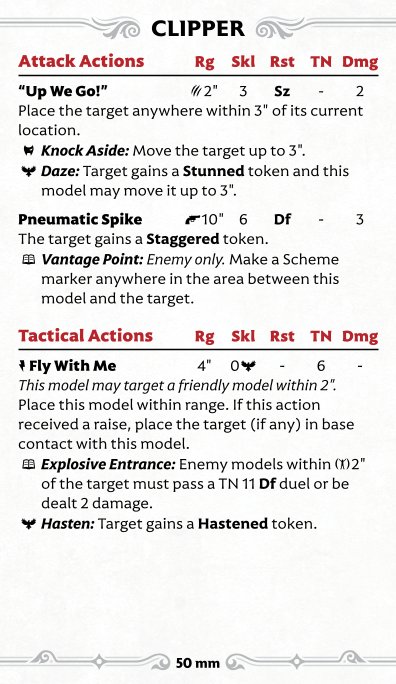 CLIPPER
Attack Actions Rg Skl Rst TN Dmg
“Up We Go!” 2" 3 Sz - 2
Place the target anywhere within 3" of its current
location.
Knock Aside: Move the target up to 3".
Daze: Target gains a Stunned token and this
model may move it up to 3".
Pneumatic Spike 10" 6 Df - 3
The target gains a Staggered token.
Vantage Point: Enemy only. Make a Scheme
marker anywhere in the area between this
model and the target.
Tactical Actions Rg Skl Rst TN Dmg
Fly With Me 4" 0 - 6 -
This model may target a friendly model within 2".
Place this model within range. If this action
received a raise, place the target (if any) in base
contact with this model.
Explosive Entrance: Enemy models within 2"
of the target must pass a TN 11 Df duel or be
dealt 2 damage.
Hasten: Target gains a Hastened token.
50 mm